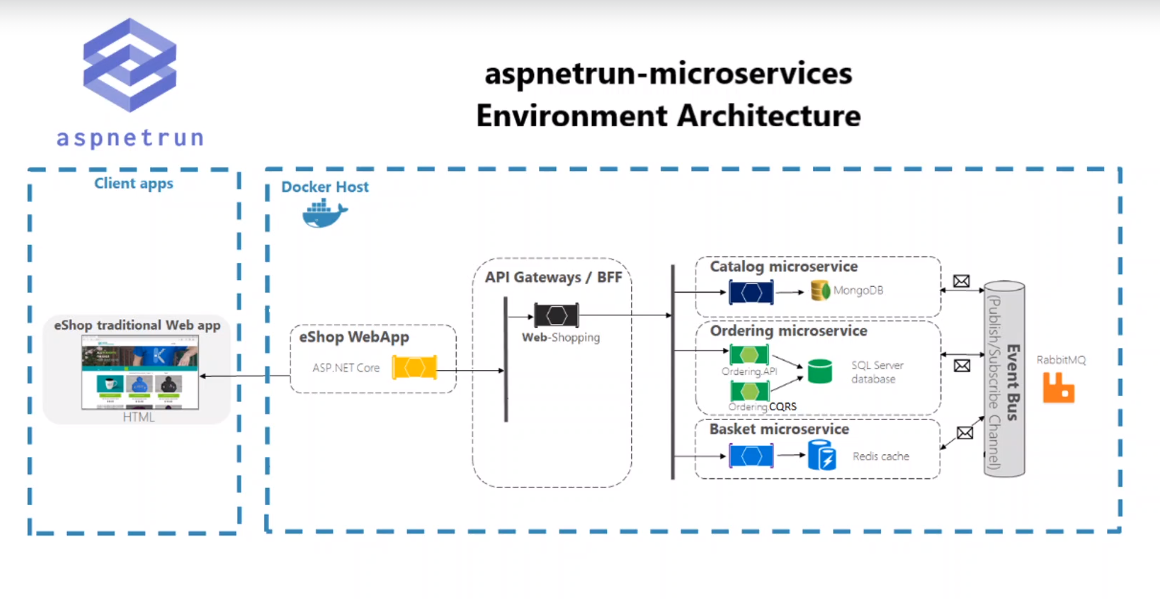 aspnetrun
aspnetrun-microservices
Environment Architecture
Client apps
Docker Host
eShop traditional Web app
HTML
eShop WebApp
ASP.NET Core
API Gateways / BFF
Web-Shopping
Catalog microservice
MongoDB
Ordering microservice
Ordering.API
SQL Server
database
Ordering.CQRS
Basket microservice
Redis cache
Event Bus
(Publish/Subscribe Channel)
RabbitMQ